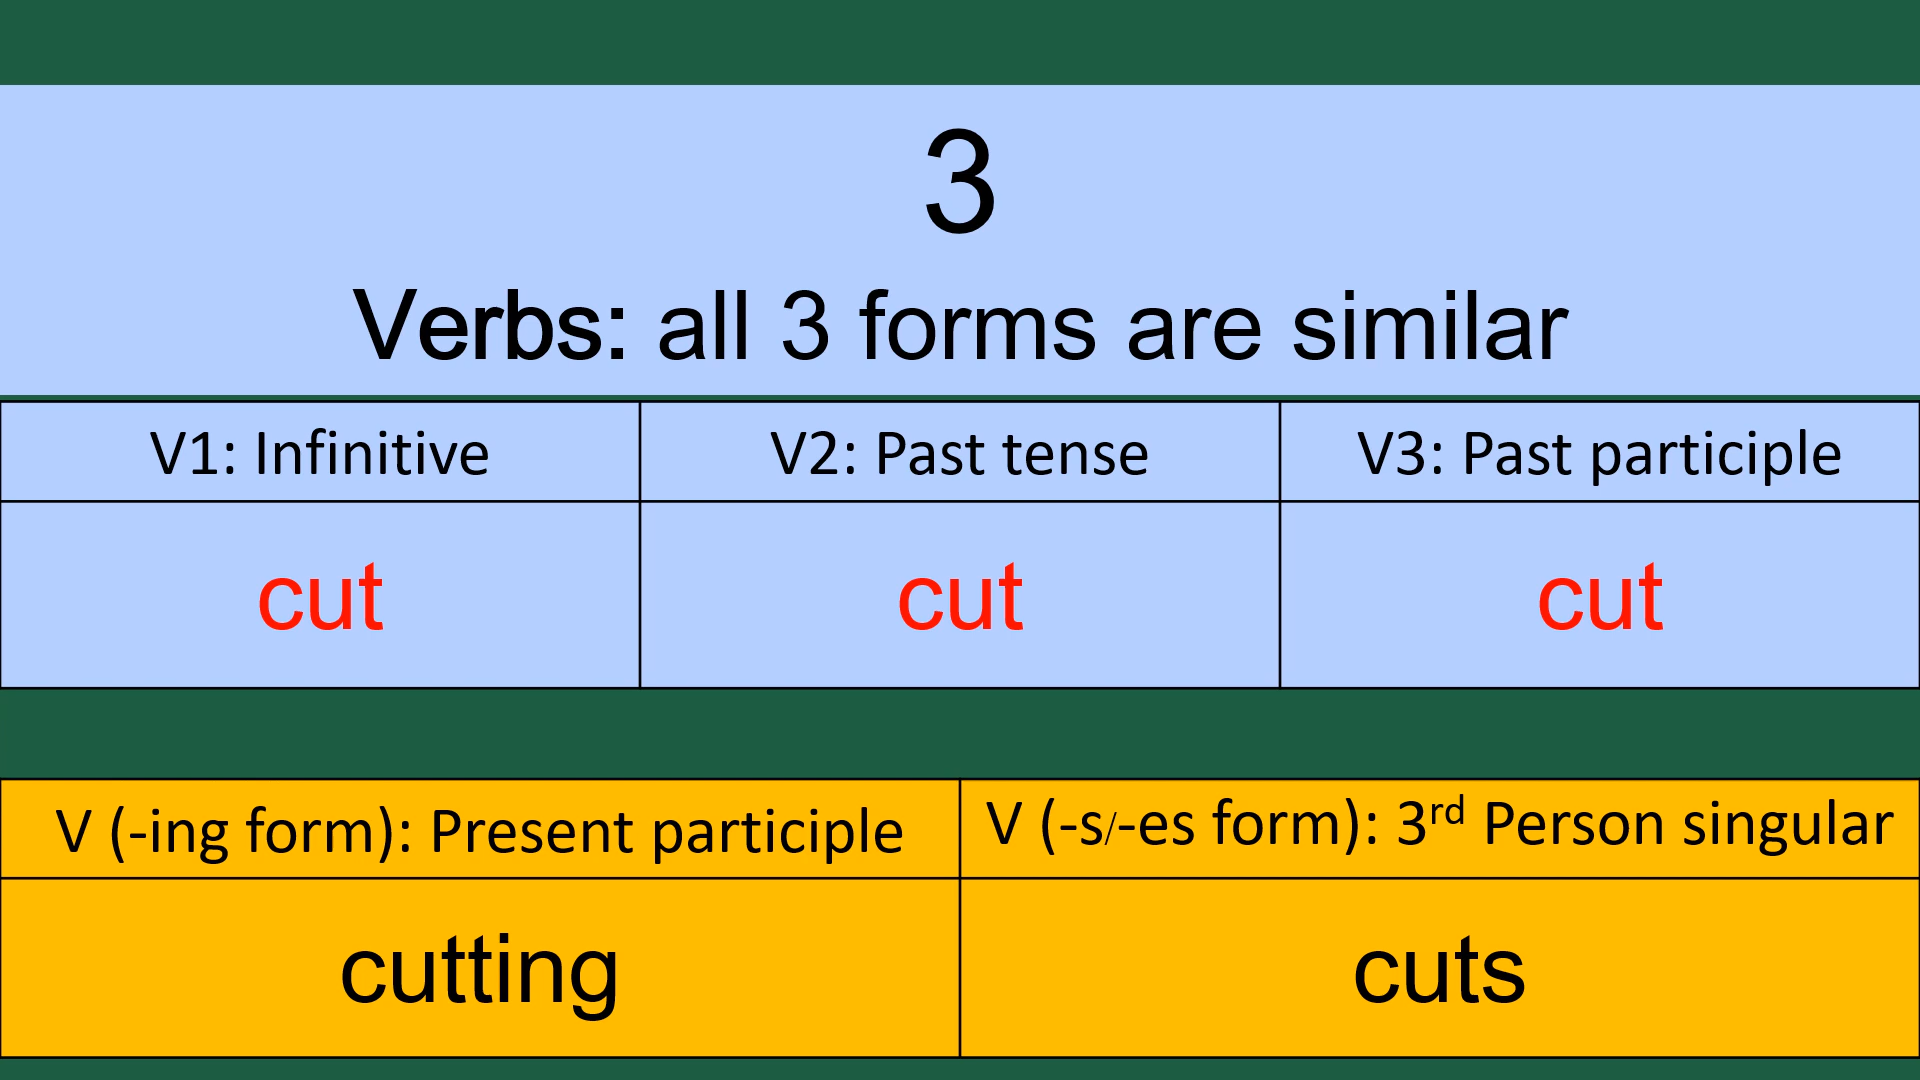 3
Verbs: all 3 forms are similar
V1: Infinitive V2: Past tense V3: Past participle
cut cut cut
V (-ing form): Present participle V (-s/-es form): 3rd Person singular
cutting cuts